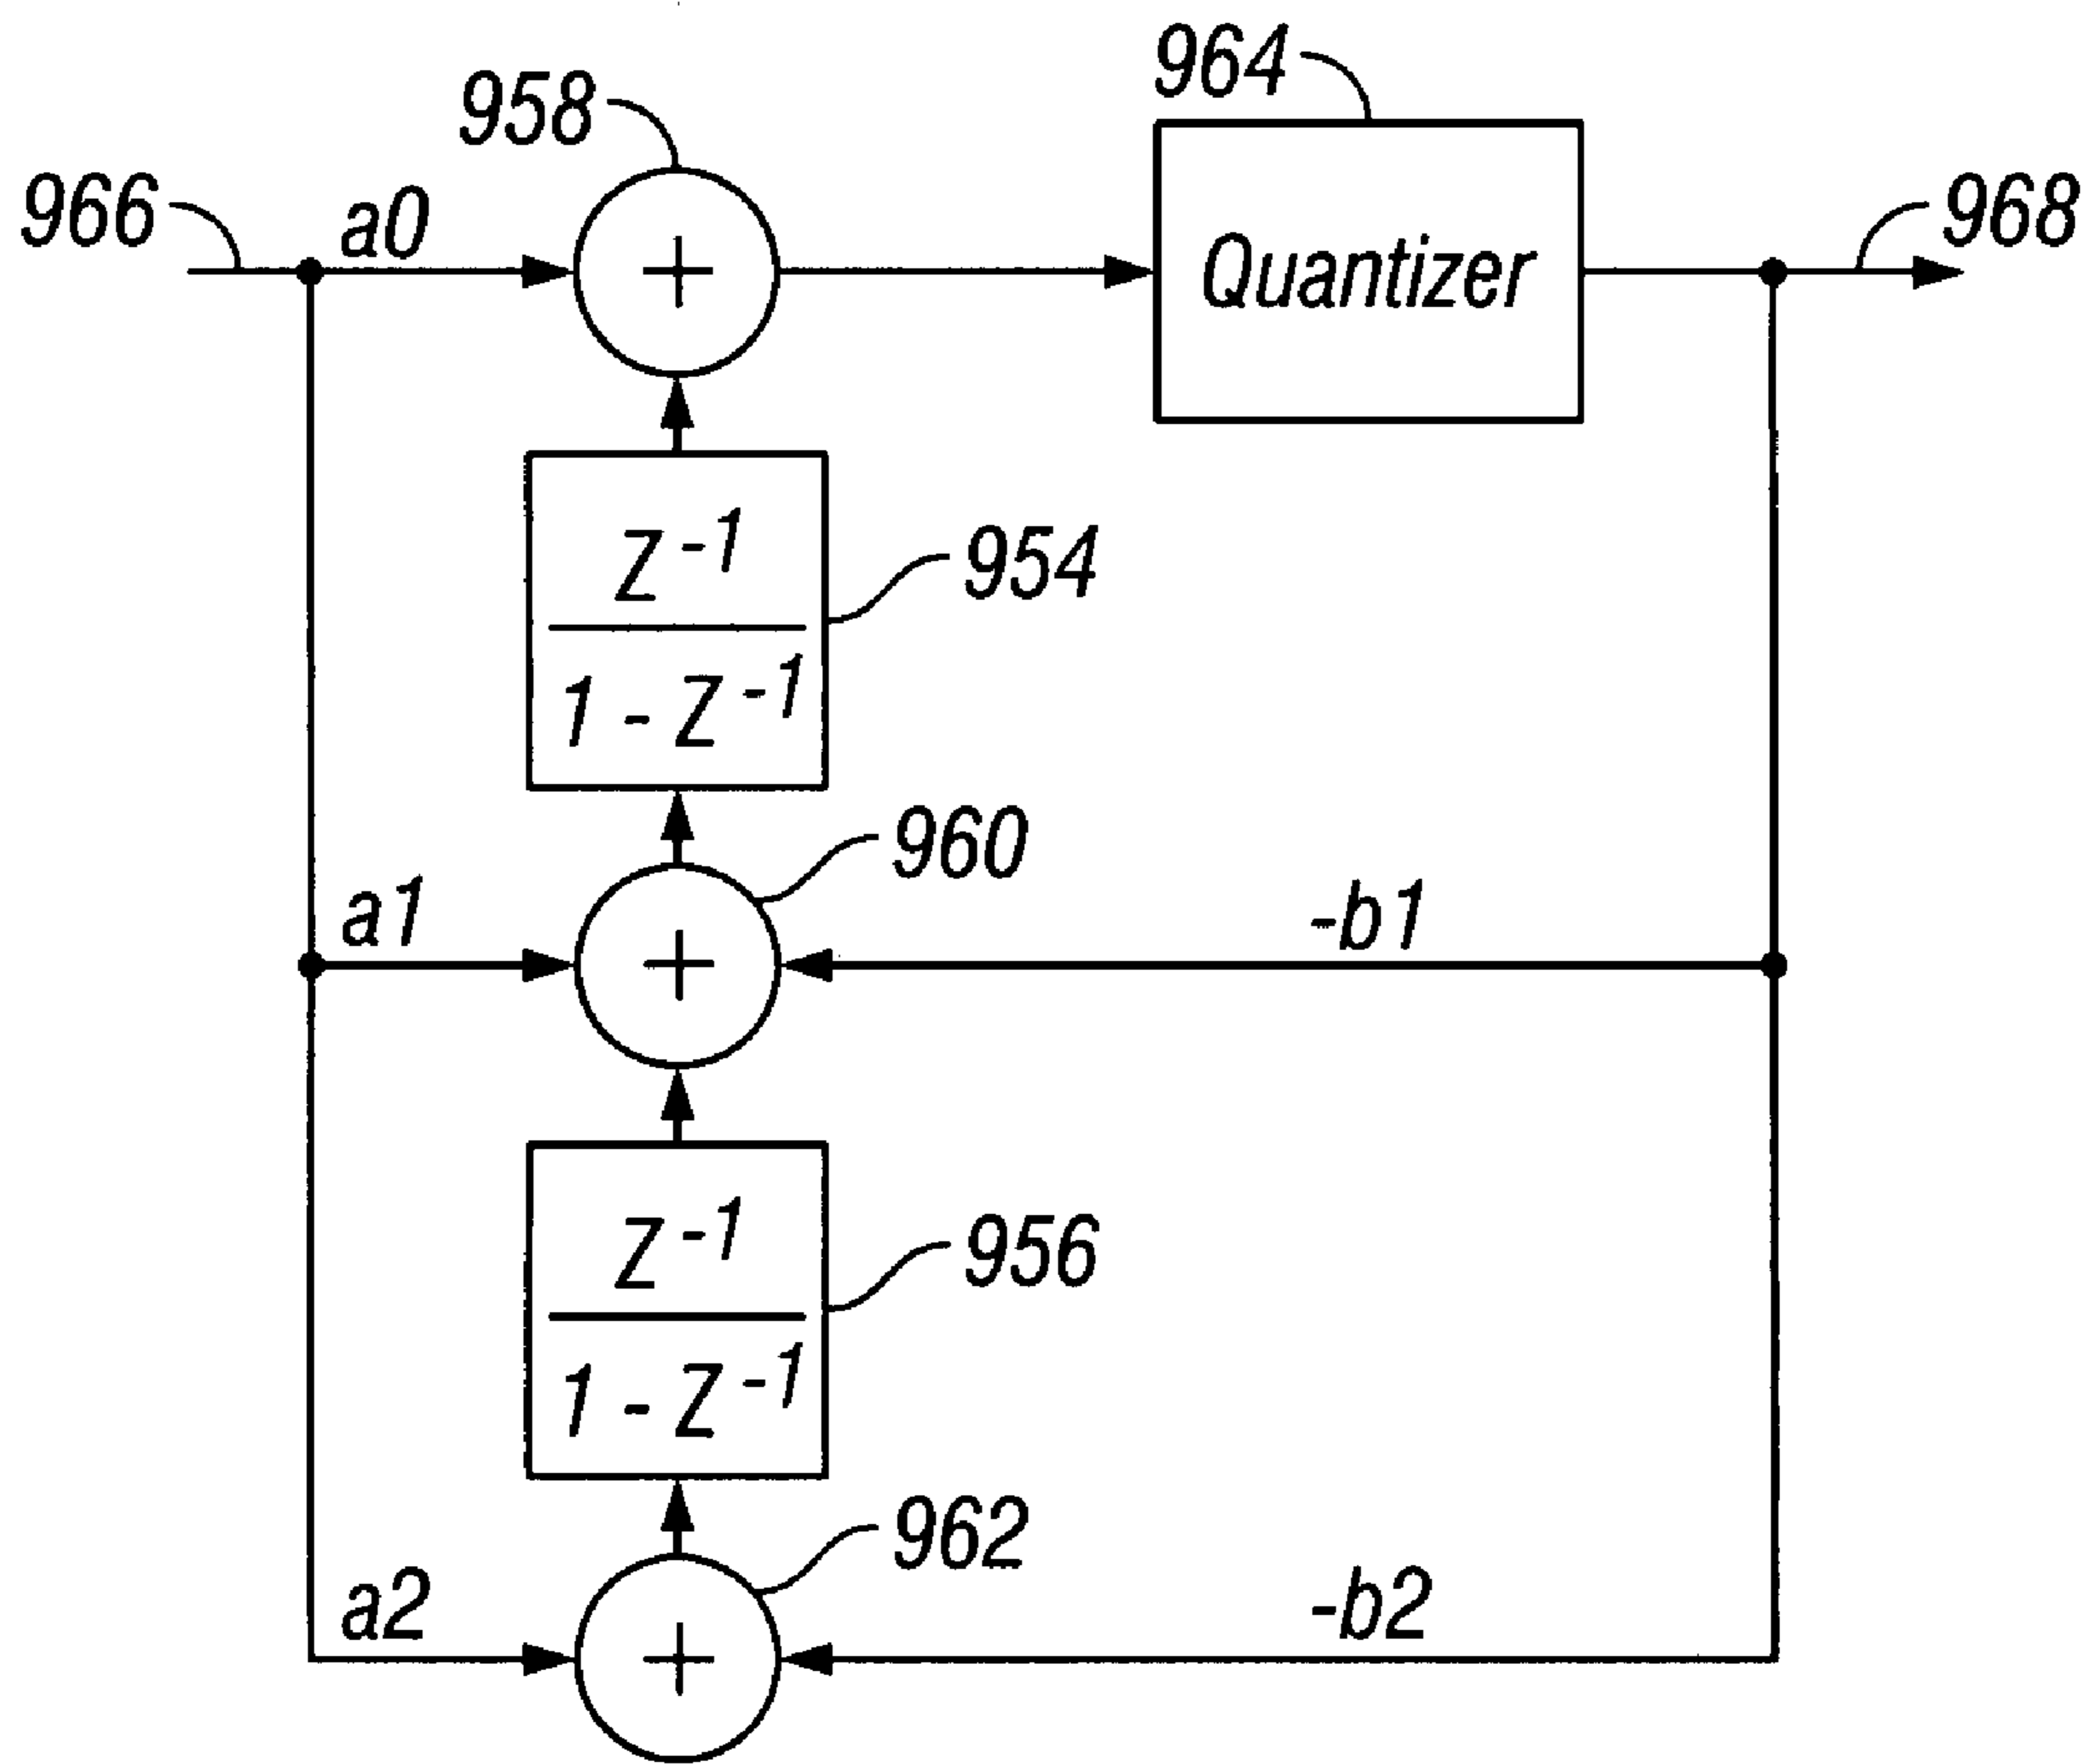 964
958
966
a0
Quantizer
968
Z^-1
954
1 - Z^-1
960
a1
-b1
Z^-1
956
1 - Z^-1
962
a2
-b2
+
+
+